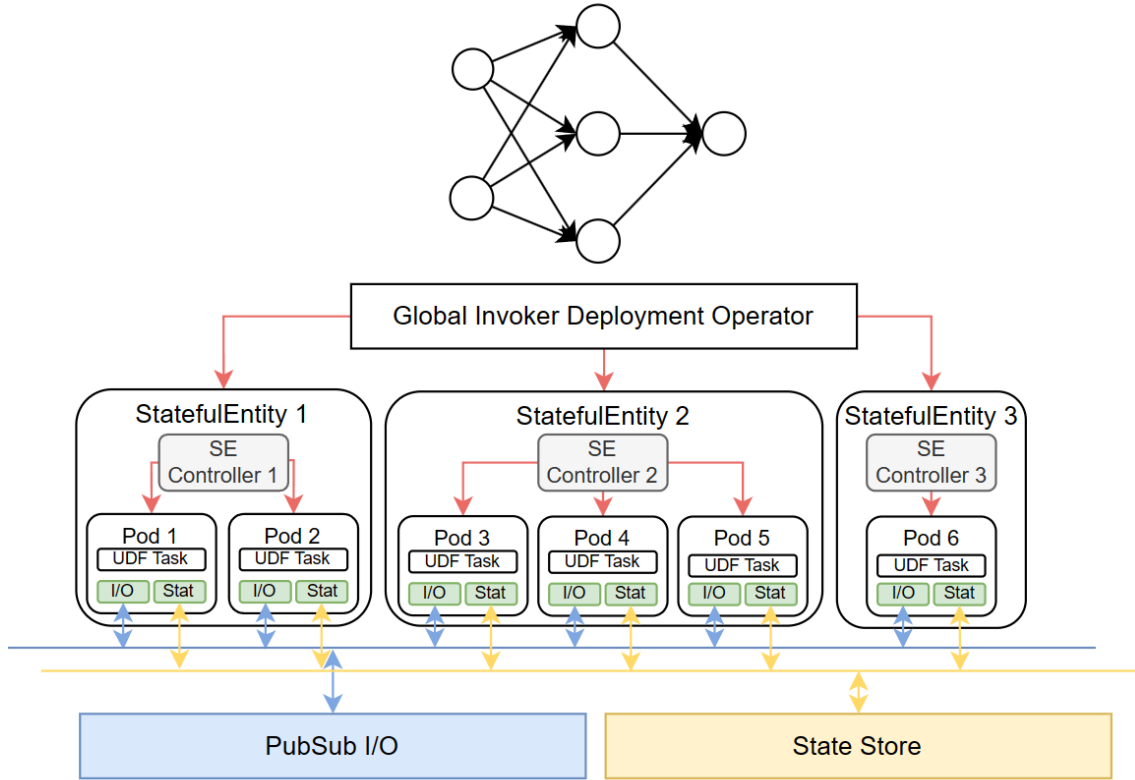 Global Invoker Deployment Operator
StatefulEntity 1
StatefulEntity 2
StatefulEntity 3
SE
Controller 1
SE
Controller 2
SE
Controller 3
Pod 1
UDF Task
I/O
Stat
Pod 2
UDF Task
I/O
Stat
Pod 3
UDF Task
I/O
Stat
Pod 4
UDF Task
I/O
Stat
Pod 5
UDF Task
I/O
Stat
Pod 6
UDF Task
I/O
Stat
PubSub I/O
State Store